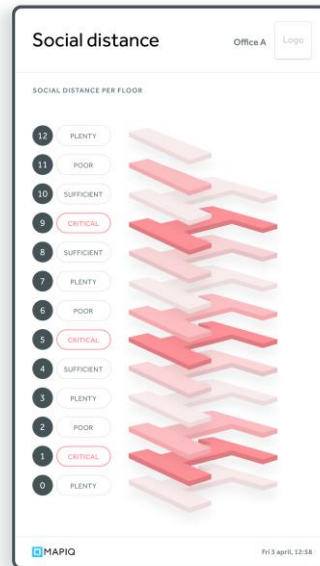 Social distance
Office A
Logo
SOCIAL DISTANCE PER FLOOR
12 PLENTY
11 POOR
10 SUFFICIENT
9 CRITICAL
8 SUFFICIENT
7 PLENTY
6 POOR
5 CRITICAL
4 SUFFICIENT
3 PLENTY
2 POOR
1 CRITICAL
0 PLENTY
MAPIQ
Fri 3 april, 12:58